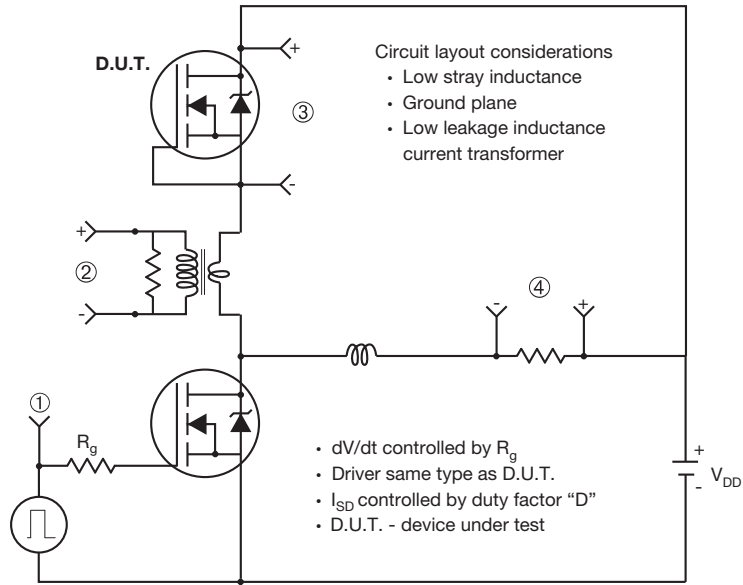 D.U.T.
+
Circuit layout considerations
• Low stray inductance
• Ground plane
• Low leakage inductance
current transformer
③
-
+
②
-
④
- +
①
R_g
• dV/dt controlled by R_g
• Driver same type as D.U.T.
• I_SD controlled by duty factor “D”
• D.U.T. - device under test
+
V_DD
-